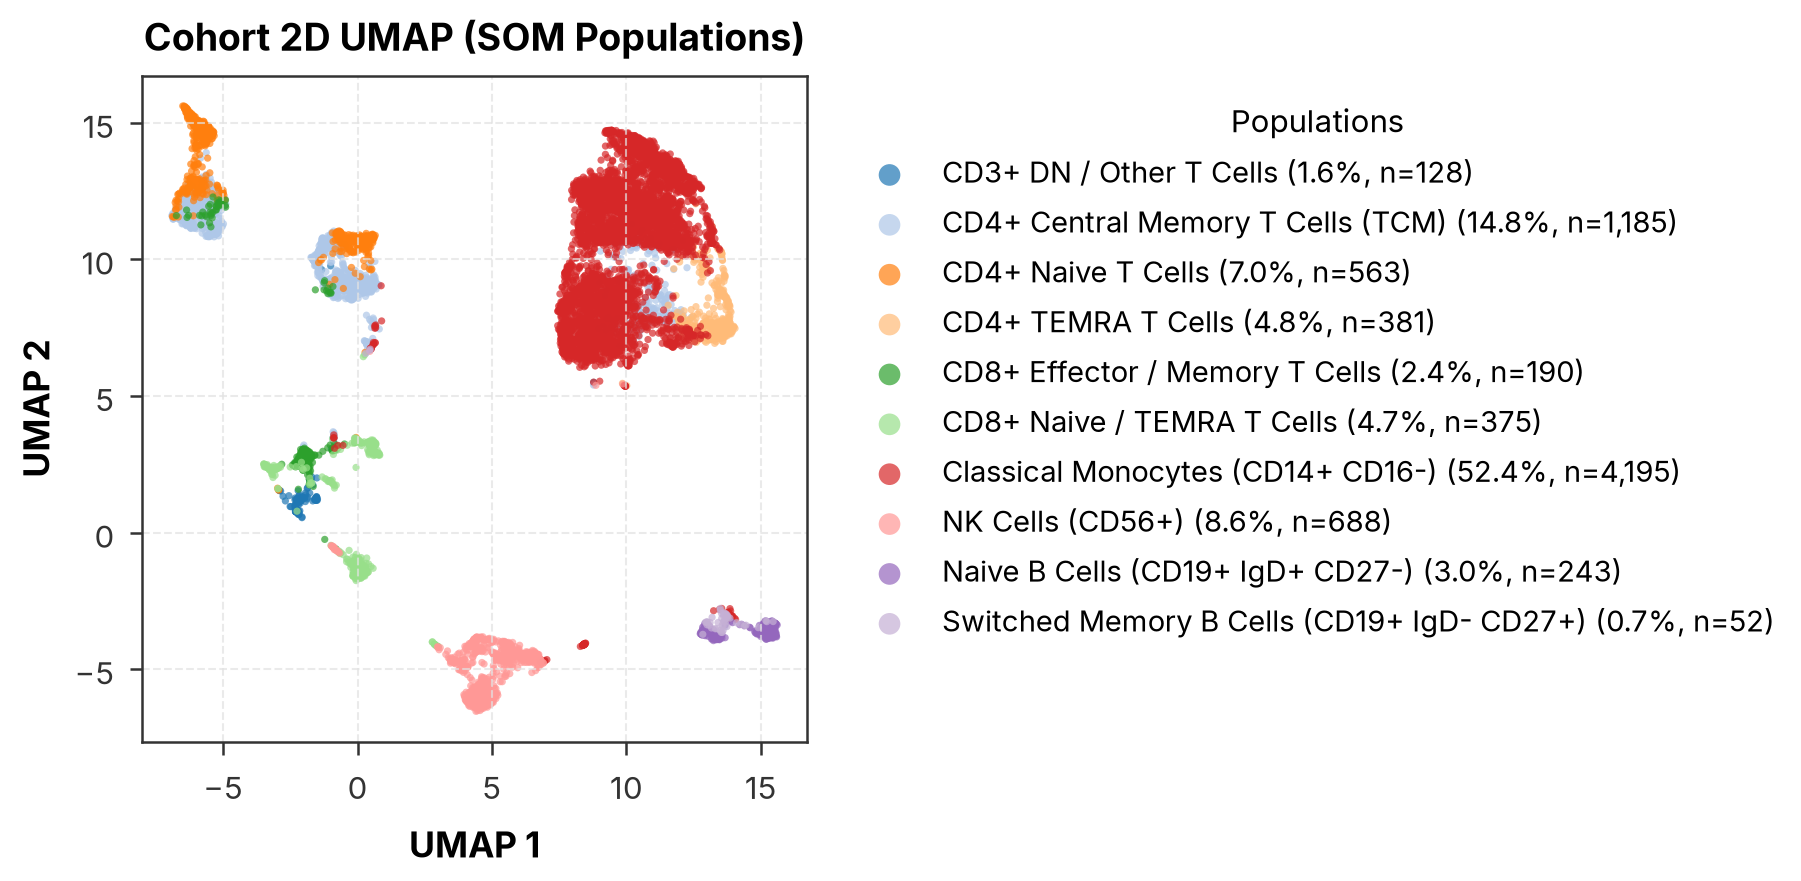 Cohort 2D UMAP (SOM Populations)
15
10
5
0
−5
UMAP 2
−5
0
5
10
15
UMAP 1
Populations
CD3+ DN / Other T Cells (1.6%, n=128)
CD4+ Central Memory T Cells (TCM) (14.8%, n=1,185)
CD4+ Naive T Cells (7.0%, n=563)
CD4+ TEMRA T Cells (4.8%, n=381)
CD8+ Effector / Memory T Cells (2.4%, n=190)
CD8+ Naive / TEMRA T Cells (4.7%, n=375)
Classical Monocytes (CD14+ CD16-) (52.4%, n=4,195)
NK Cells (CD56+) (8.6%, n=688)
Naive B Cells (CD19+ IgD+ CD27-) (3.0%, n=243)
Switched Memory B Cells (CD19+ IgD- CD27+) (0.7%, n=52)